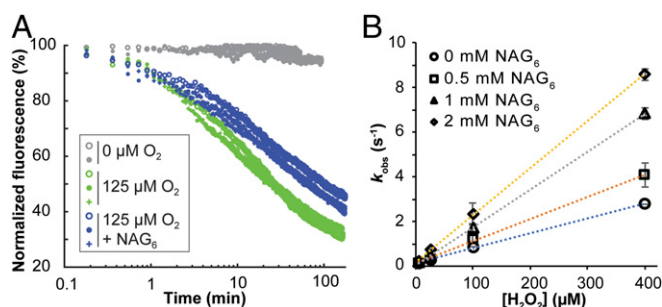 A
100
90
80
60
40
20
Normalized fluorescence (%)
0 µM O₂
125 µM O₂
125 µM O₂
+ NAG₆
0.1
1
10
100
Time (min)
B
10
8
6
4
2
0
k_obs (s⁻¹)
0 mM NAG₆
0.5 mM NAG₆
1 mM NAG₆
2 mM NAG₆
0
100
200
300
400
[H₂O₂] (µM)